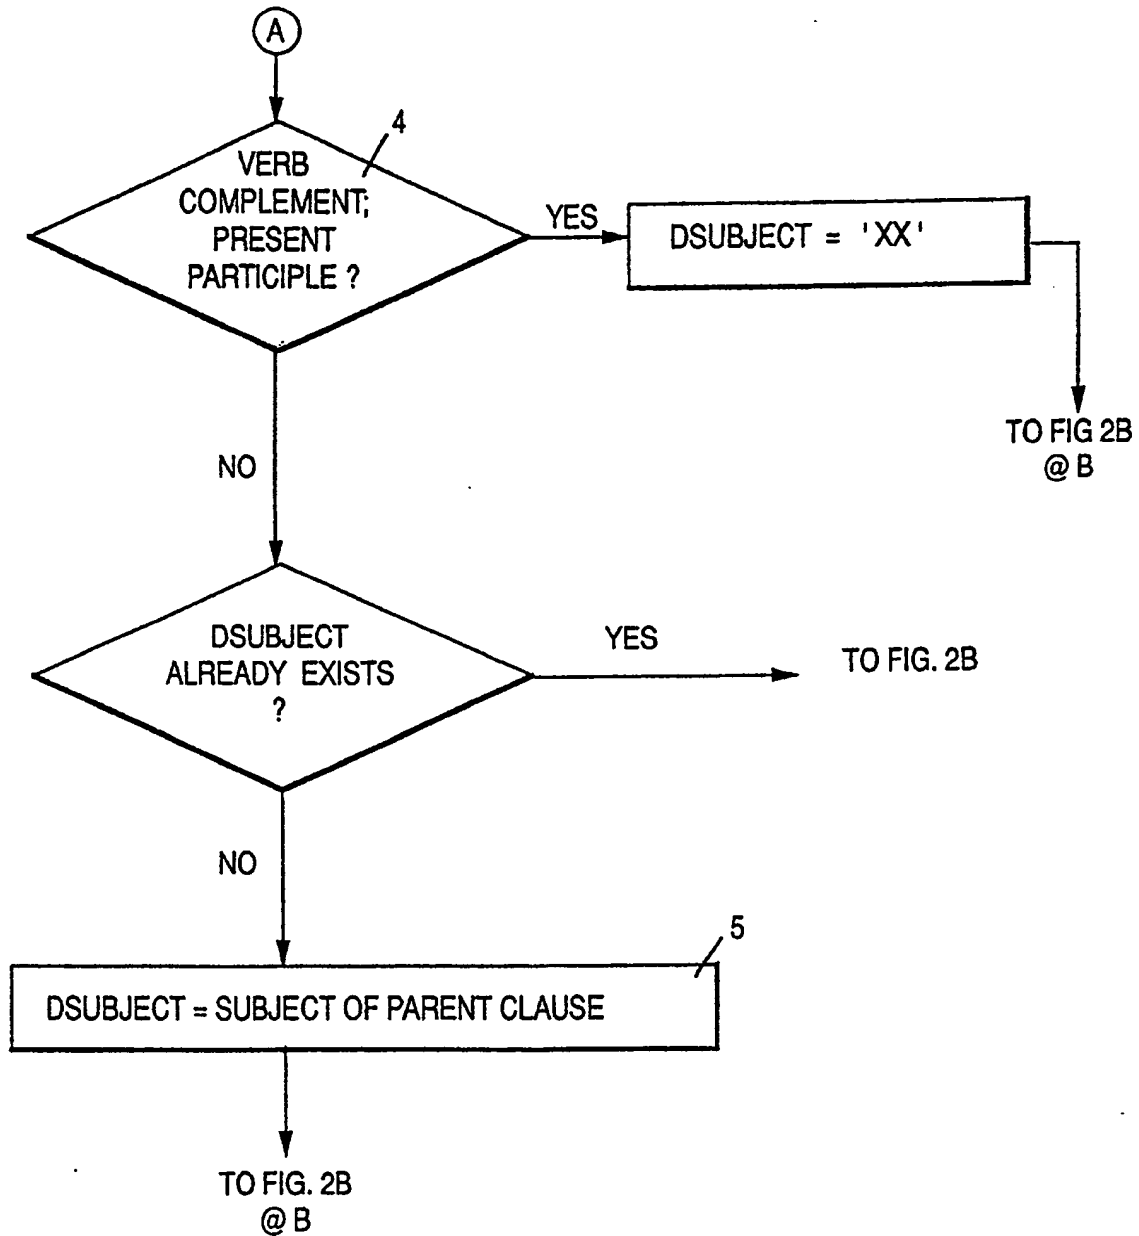 A
4
VERB
COMPLEMENT;
PRESENT
PARTICIPLE ?
YES
DSUBJECT = 'XX'
TO FIG 2B
@ B
NO
DSUBJECT
ALREADY EXISTS
?
YES
TO FIG. 2B
NO
5
DSUBJECT = SUBJECT OF PARENT CLAUSE
TO FIG. 2B
@ B